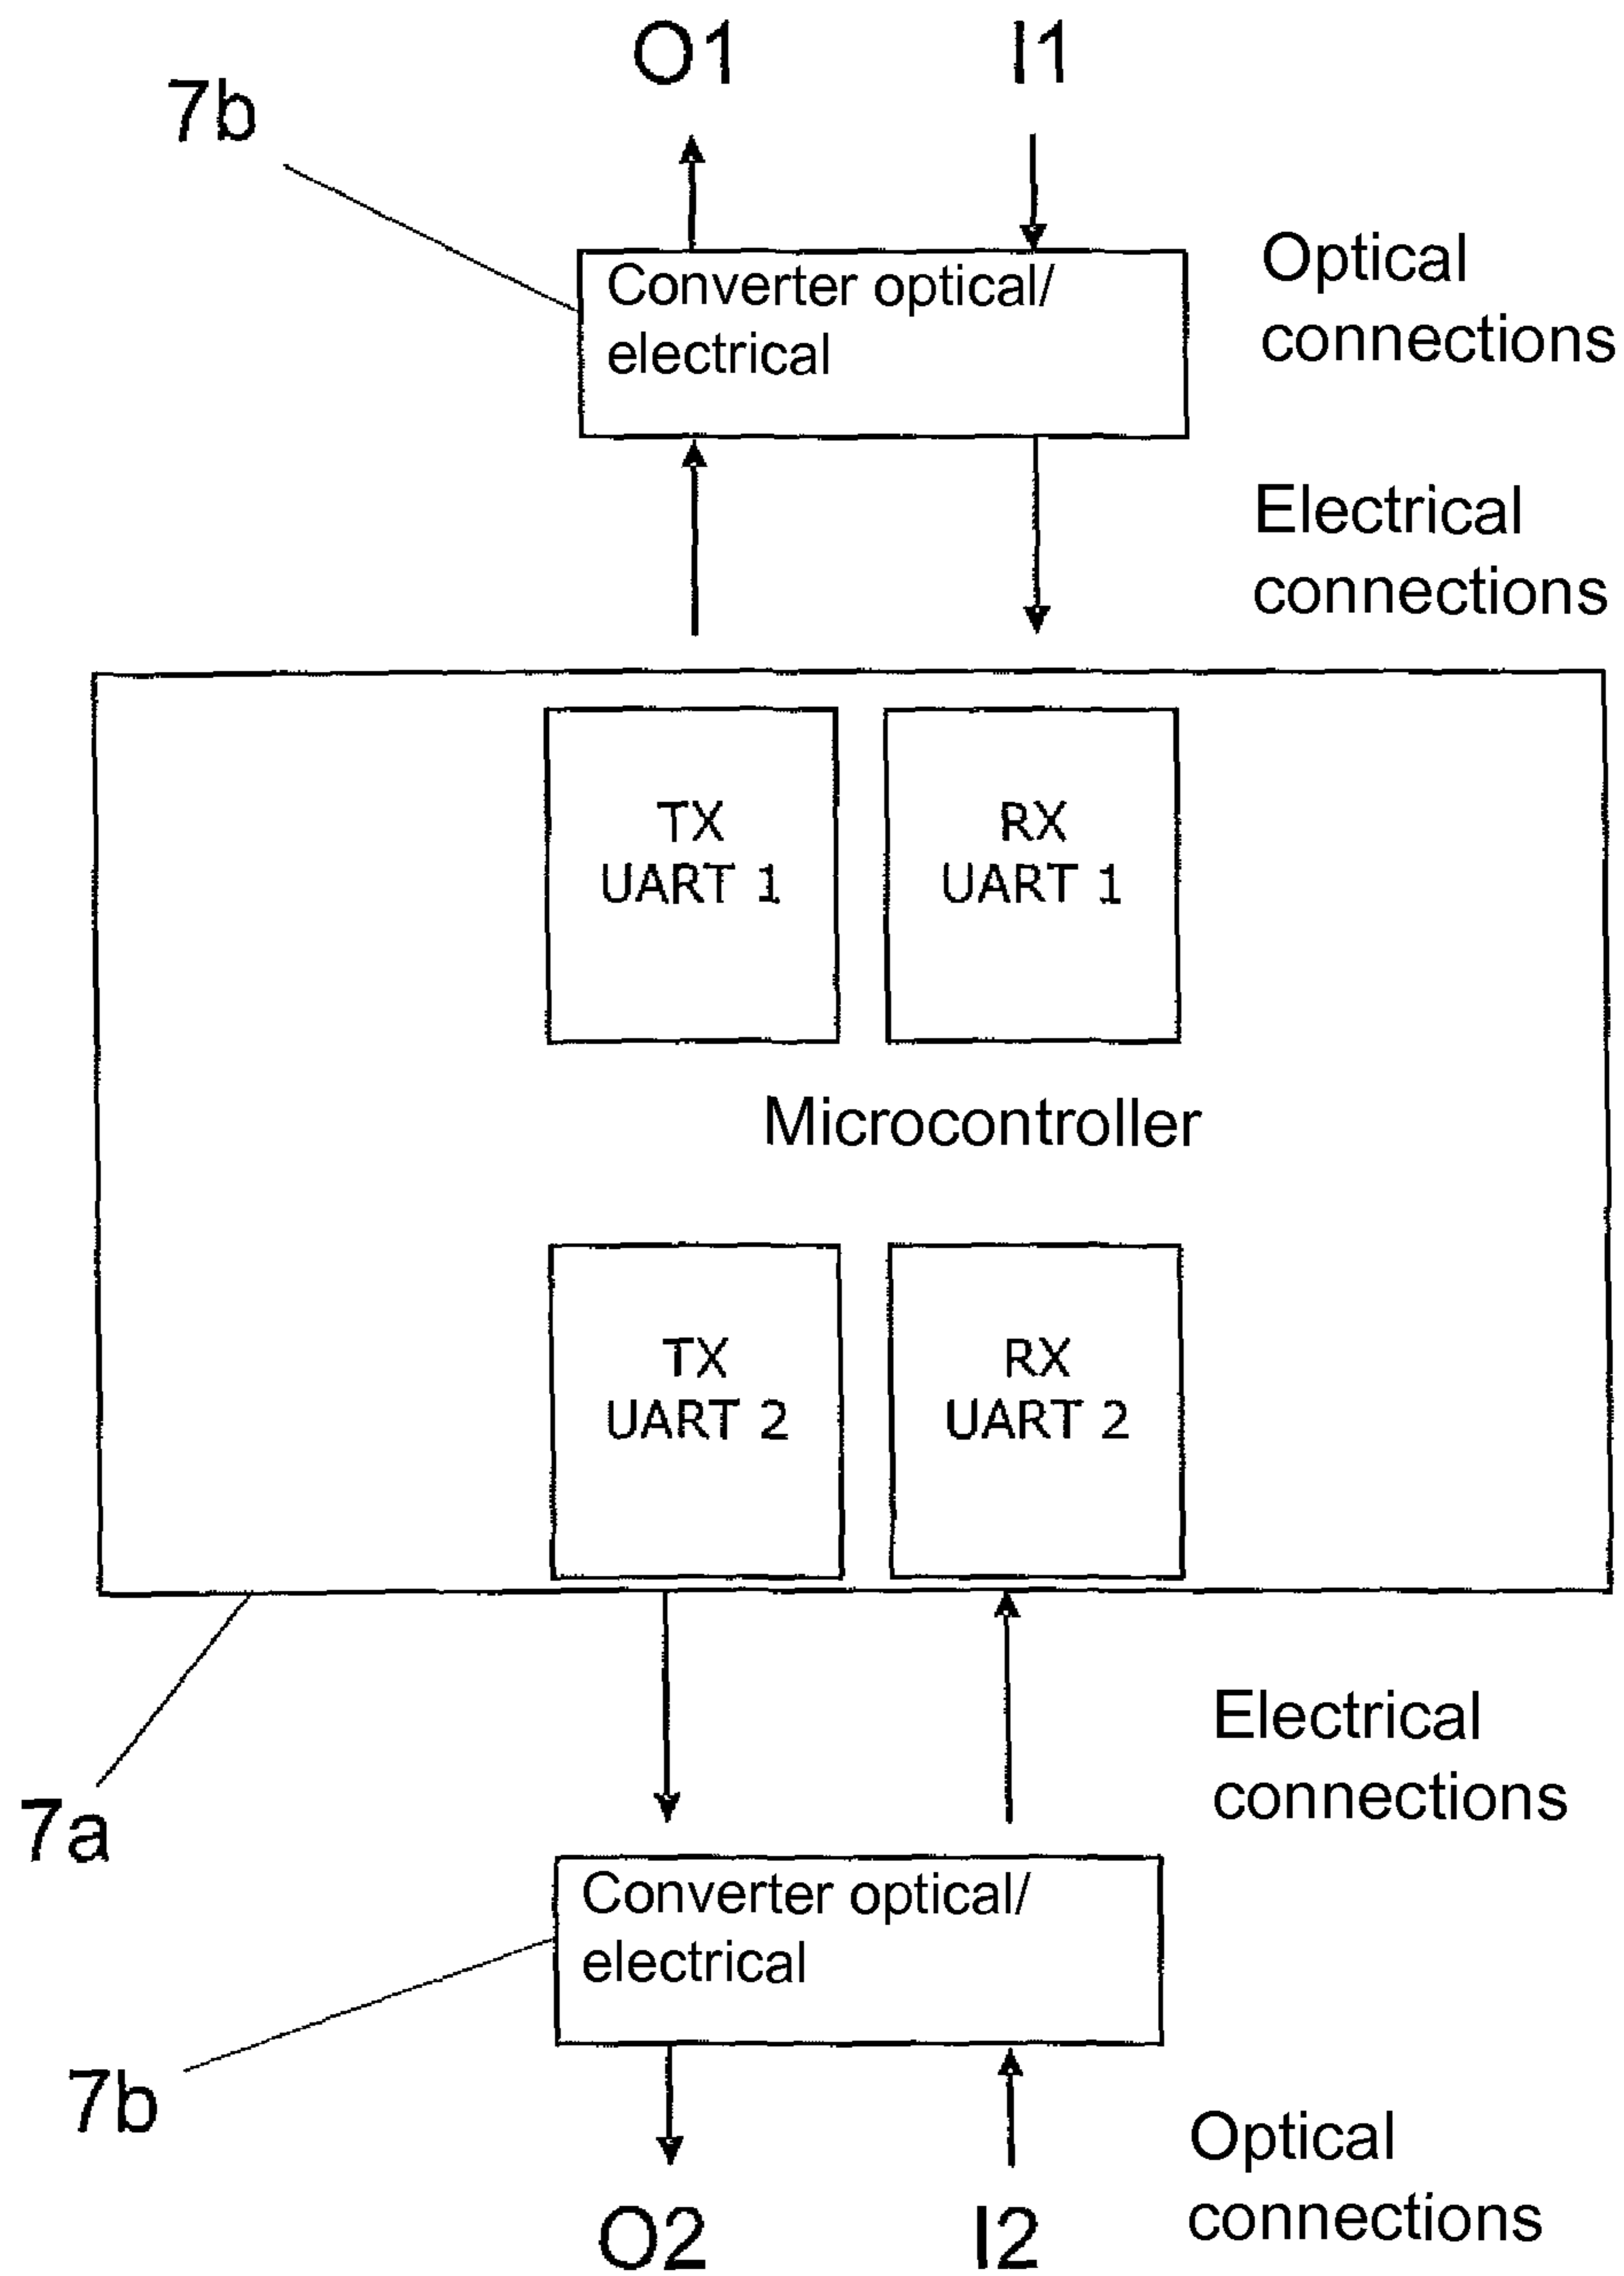 O1
I1
7b
Converter optical/
electrical
Optical
connections
Electrical
connections
TX
UART 1
RX
UART 1
Microcontroller
TX
UART 2
RX
UART 2
7a
Electrical
connections
Converter optical/
electrical
7b
Optical
connections
O2
I2